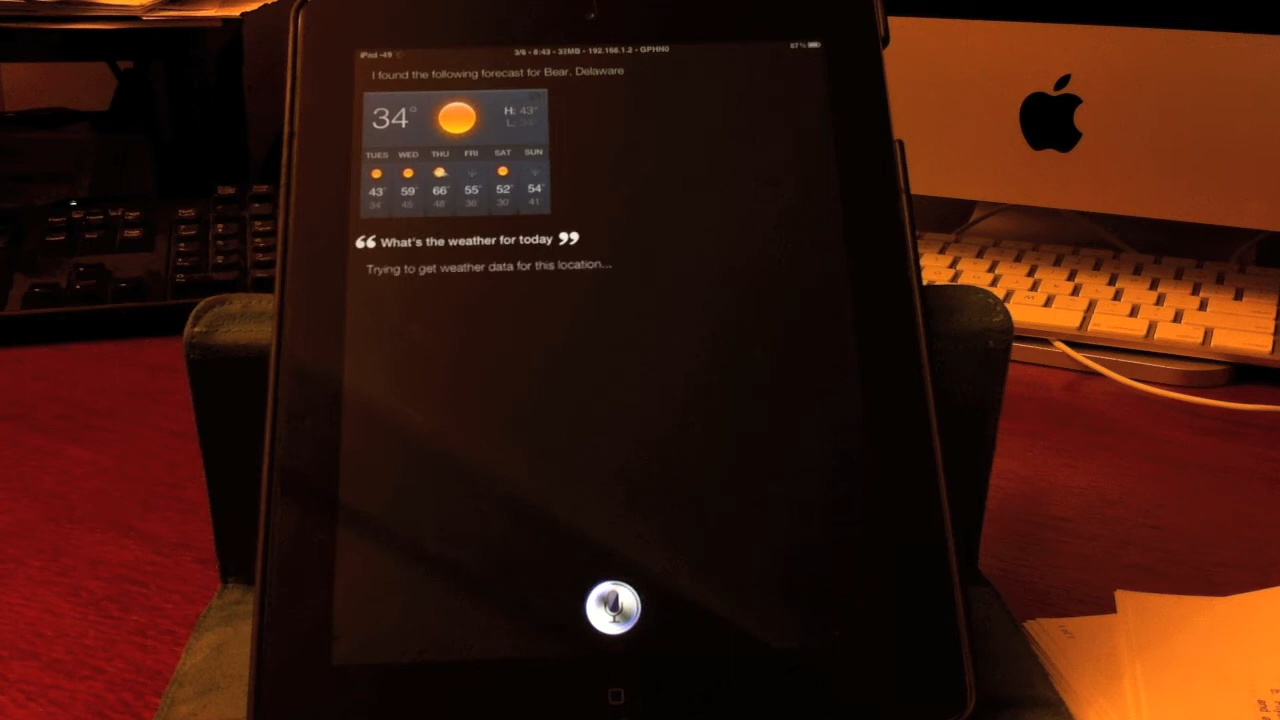 iPad -49
3/6 - 8:43 - 33MB - 192.168.1.2 - GPHN0
87%
I found the following forecast for Bear, Delaware
34°
H: 43°
L: 34°
TUES WED THU FRI SAT SUN
43° 59° 66° 55° 52° 54°
34 45 48 36 30 41
❝ What's the weather for today ❞
Trying to get weather data for this location...